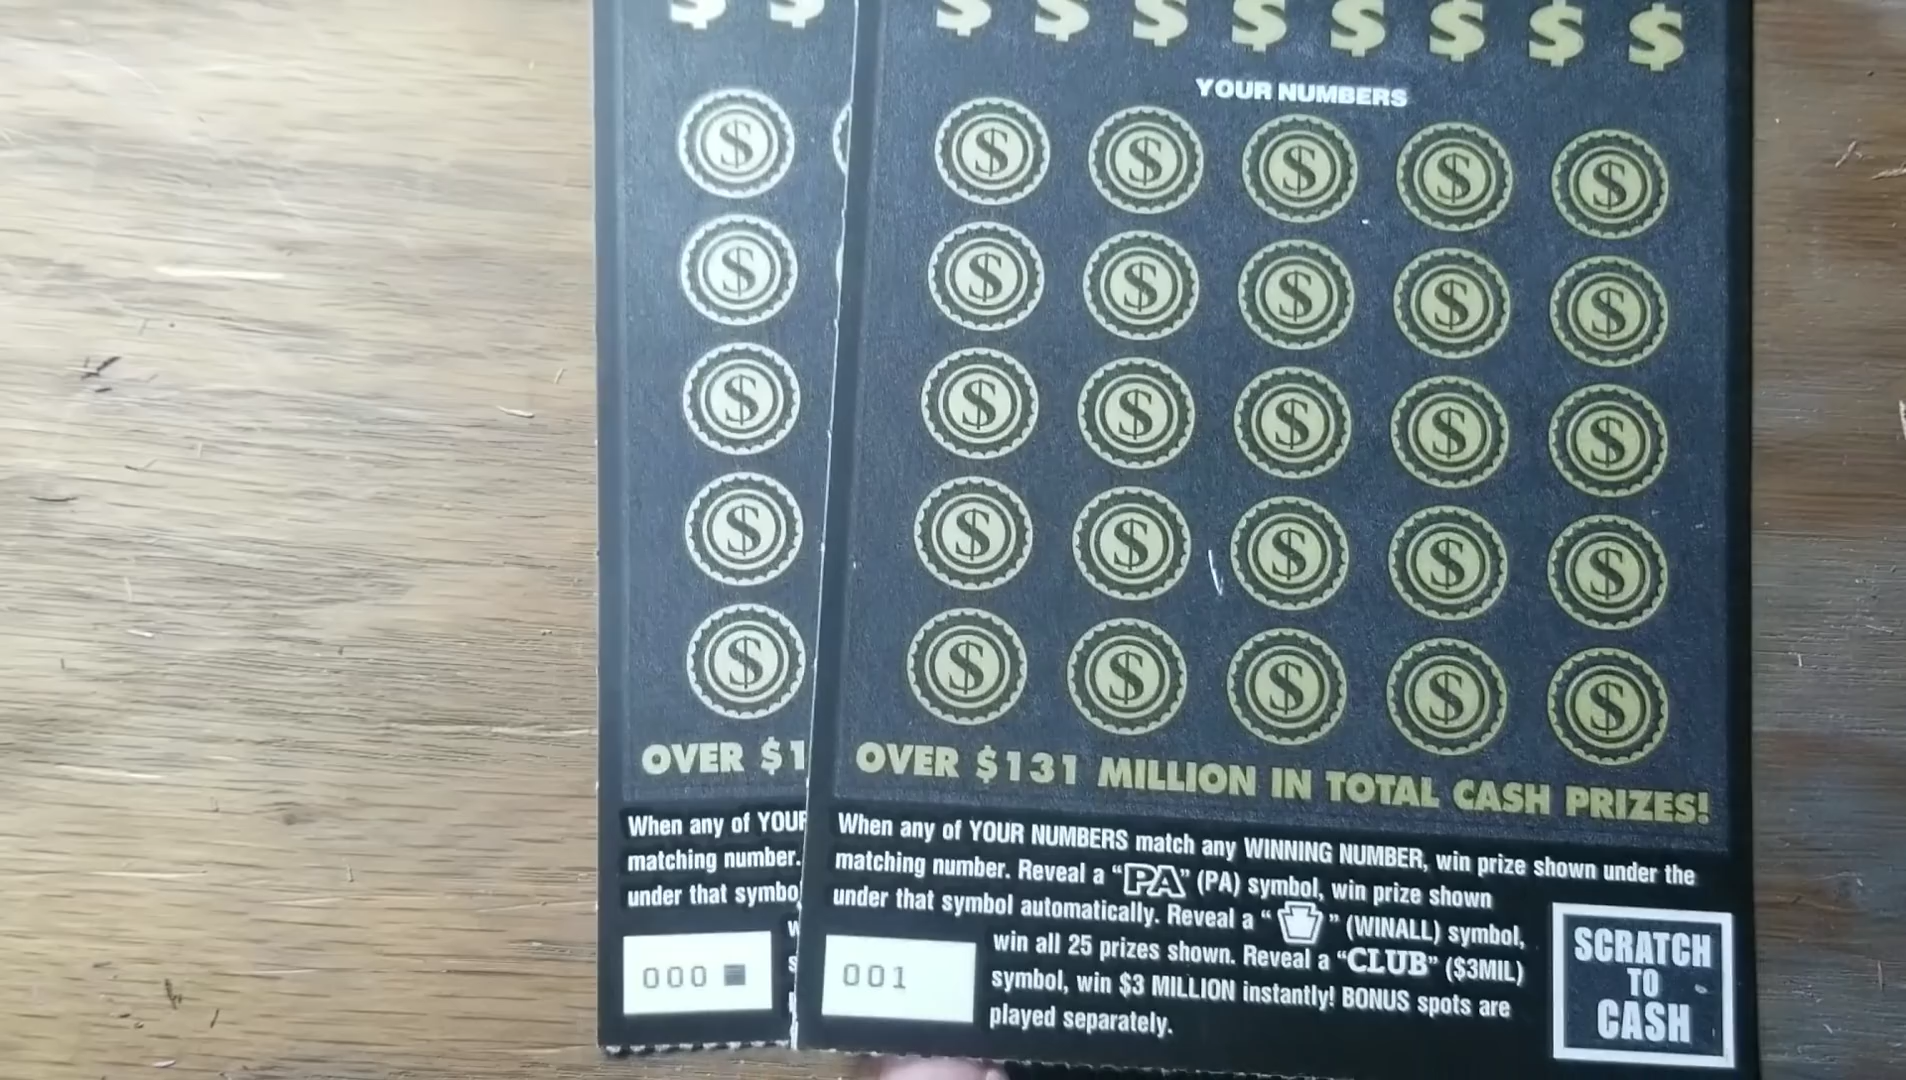 $ $
$ $ $ $ $ $ $ $
YOUR NUMBERS
$ $ $ $ $ $
$ $ $ $ $ $
$ $ $ $ $ $
$ $ $ $ $ $
$ $ $ $ $ $
OVER $1
OVER $131 MILLION IN TOTAL CASH PRIZES!
When any of YOUR
matching number.
under that symbo
000
When any of YOUR NUMBERS match any WINNING NUMBER, win prize shown under the
matching number. Reveal a “PA” (PA) symbol, win prize shown
under that symbol automatically. Reveal a “ ” (WINALL) symbol,
win all 25 prizes shown. Reveal a “CLUB” ($3MIL)
symbol, win $3 MILLION instantly! BONUS spots are
played separately.
001
SCRATCH
TO
CASH